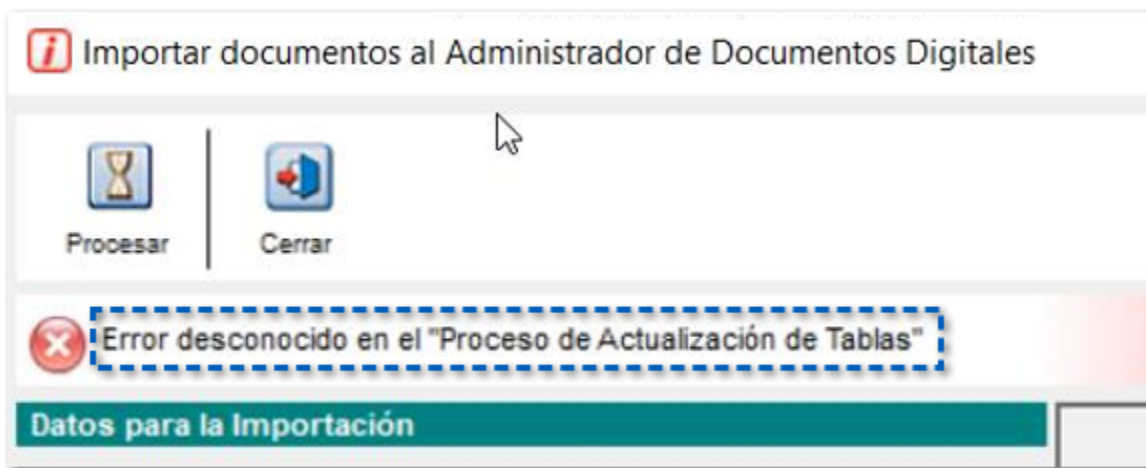 Importar documentos al Administrador de Documentos Digitales
Procesar
Cerrar
Error desconocido en el "Proceso de Actualización de Tablas"
Datos para la Importación